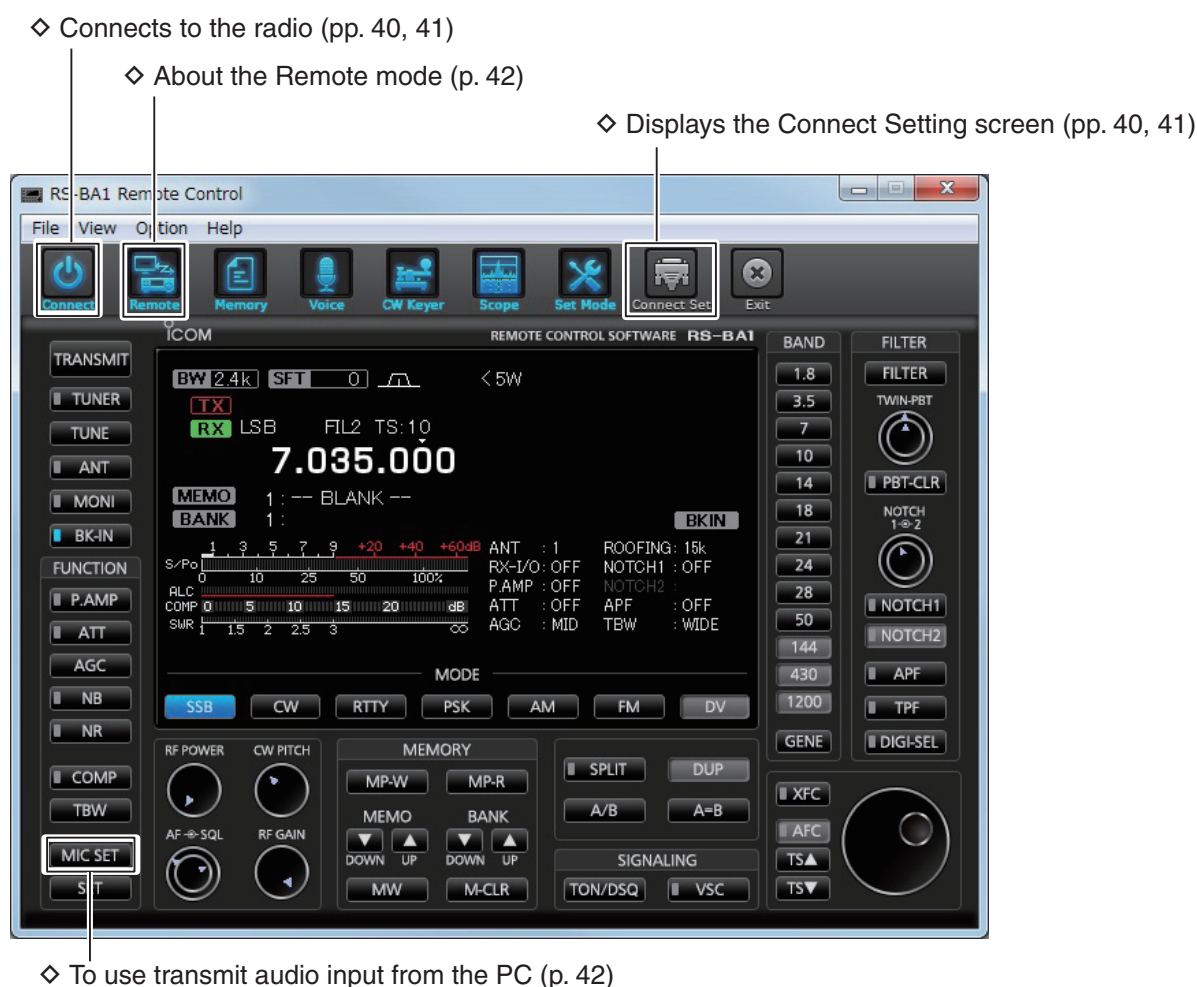 ◇ Connects to the radio (pp. 40, 41)
◇ About the Remote mode (p. 42)
◇ Displays the Connect Setting screen (pp. 40, 41)
RS-BA1 Remote Control
File View Option Help
Connect Remote Memory Voice CW Keyer Scope Set Mode Connect Set Exit
ICOM
REMOTE CONTROL SOFTWARE RS-BA1
TRANSMIT
TUNER
TUNE
ANT
MONI
BK-IN
FUNCTION
P.AMP
ATT
AGC
NB
NR
COMP
TBW
MIC SET
SET
BW 2.4k SFT 0 <5W
TX
RX LSB FIL2 TS:10
7.035.000
MEMO 1 : -- BLANK --
BANK 1 :
BKIN
1 3 5 7 9 +20 +40 +60dB
S/Po
0 10 25 50 100%
ALC
COMP 0 5 10 15 20 dB
SWR 1 1.5 2 2.5 3 ∞
ANT : 1 ROOFING: 15k
RX-I/O: OFF NOTCH1 : OFF
P.AMP : OFF NOTCH2 :
ATT : OFF APF : OFF
AGC : MID TBW : WIDE
MODE
SSB CW RTTY PSK AM FM DV
RF POWER CW PITCH
AF SQL RF GAIN
MEMORY
MP-W MP-R
MEMO BANK
▼ ▲ ▼ ▲
DOWN UP DOWN UP
MW M-CLR
SPLIT DUP
A/B A=B
SIGNALING
TON/DSQ VSC
BAND
1.8
3.5
7
10
14
18
21
24
28
50
144
430
1200
GENE
FILTER
FILTER
TWIN-PBT
PBT-CLR
NOTCH
1-◎-2
NOTCH1
NOTCH2
APF
TPF
DIGI-SEL
XFC
AFC
TS▲
TS▼
◇ To use transmit audio input from the PC (p. 42)